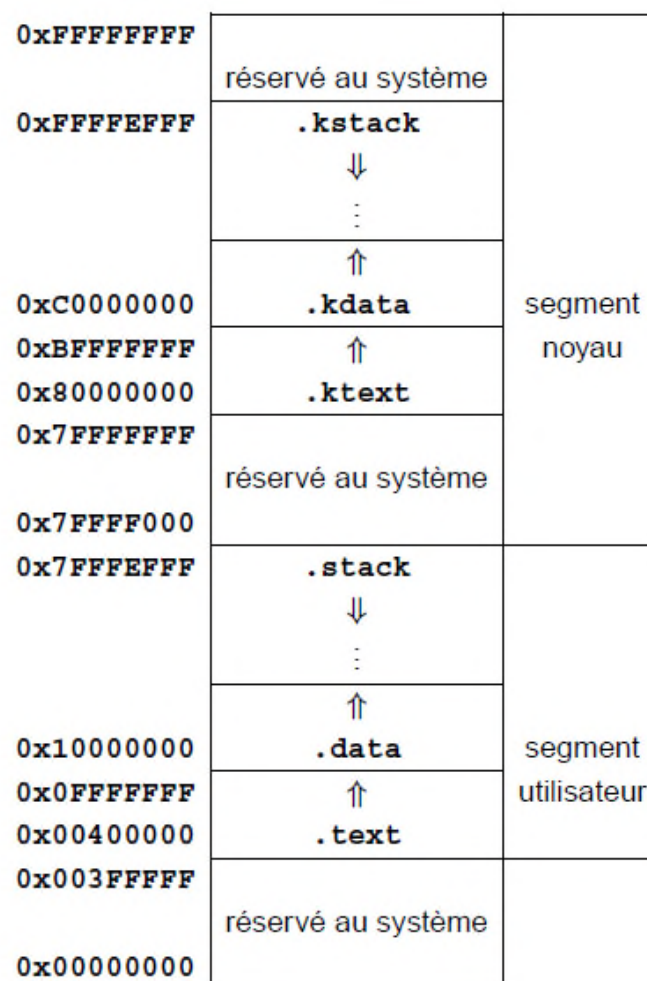 0xFFFFFFFF
réservé au système
0xFFFFEFFF .kstack
⇓
⋮
⇑
0xC0000000 .kdata segment
0xBFFFFFFF ⇑ noyau
0x80000000 .ktext
0x7FFFFFFF
réservé au système
0x7FFFF000
0x7FFFEFFF .stack
⇓
⋮
⇑
0x10000000 .data segment
0x0FFFFFFF ⇑ utilisateur
0x00400000 .text
0x003FFFFF
réservé au système
0x00000000